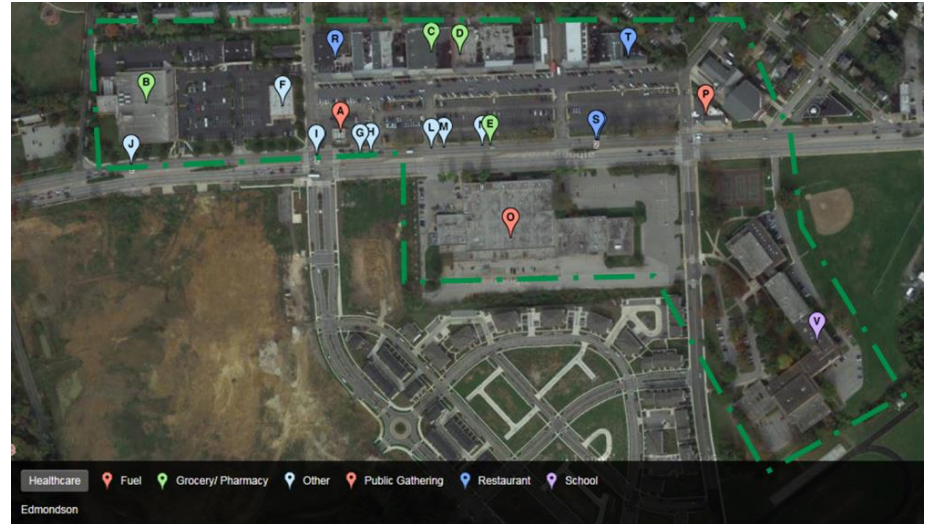 R
C
D
T
B
F
A
P
L
M
E
S
I
G
H
J
O
V
Healthcare
Fuel
Grocery/ Pharmacy
Other
Public Gathering
Restaurant
School
Edmondson